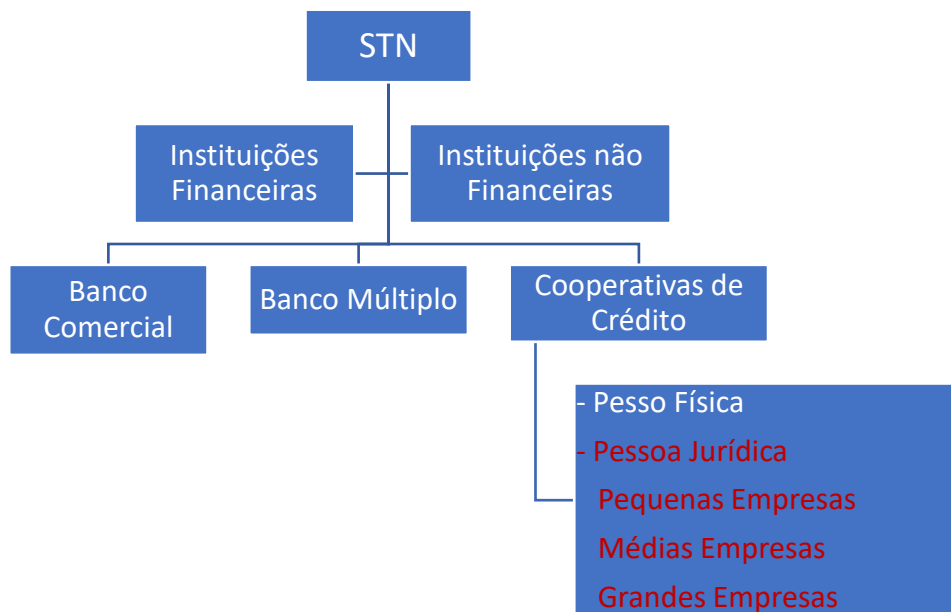 STN
Instituições
Financeiras
Instituições não
Financeiras
Banco
Comercial
Banco Múltiplo
Cooperativas de
Crédito
- Pesso Física
- Pessoa Jurídica
Pequenas Empresas
Médias Empresas
Grandes Empresas